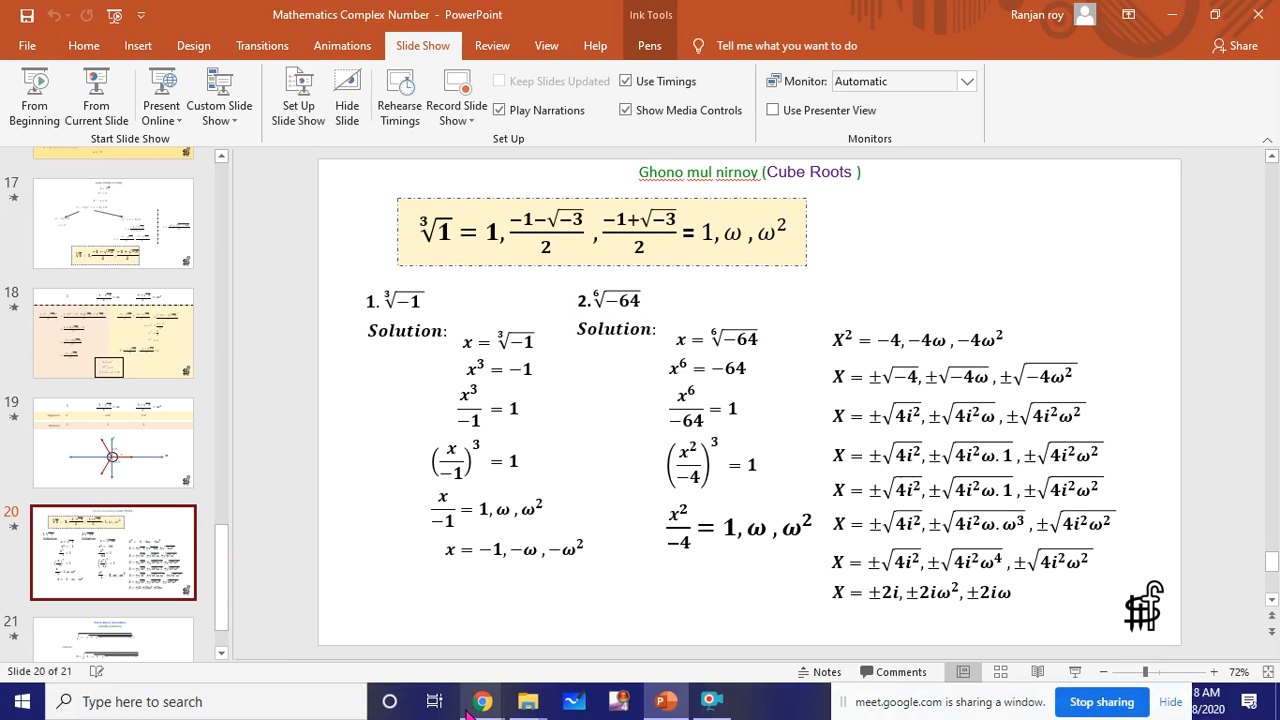 Mathematics Complex Number - PowerPoint
Ink Tools
Ranjan roy
File Home Insert Design Transitions Animations Slide Show Review View Help Pens Tell me what you want to do Share
From Beginning
From Current Slide
Present Online
Custom Slide Show
Start Slide Show
Set Up Slide Show
Hide Slide
Rehearse Timings
Record Slide Show
Keep Slides Updated
Play Narrations
Use Timings
Show Media Controls
Set Up
Monitor: Automatic
Use Presenter View
Monitors
17
18
19
20
21
Ghono mul nirnoy (Cube Roots )
∛1 = 1, (−1−√−3)/2 , (−1+√−3)/2 = 1, ω , ω²
1. ∛−1
Solution:
x = ∛−1
x³ = −1
x³/−1 = 1
(x/−1)³ = 1
x/−1 = 1, ω , ω²
x = −1, −ω , −ω²
2. ⁶√−64
Solution:
x = ⁶√−64
x⁶ = −64
x⁶/−64 = 1
(x²/−4)³ = 1
x²/−4 = 1, ω , ω²
X² = −4, −4ω , −4ω²
X = ±√−4, ±√−4ω , ±√−4ω²
X = ±√4i², ±√4i²ω , ±√4i²ω²
X = ±√4i², ±√4i²ω. 1 , ±√4i²ω²
X = ±√4i², ±√4i²ω. 1 , ±√4i²ω²
X = ±√4i², ±√4i²ω. ω³ , ±√4i²ω²
X = ±√4i², ±√4i²ω⁴ , ±√4i²ω²
X = ±2i, ±2iω², ±2iω
Slide 20 of 21
Notes
Comments
72%
Type here to search
meet.google.com is sharing a window.
Stop sharing
Hide
8 AM
8/2020